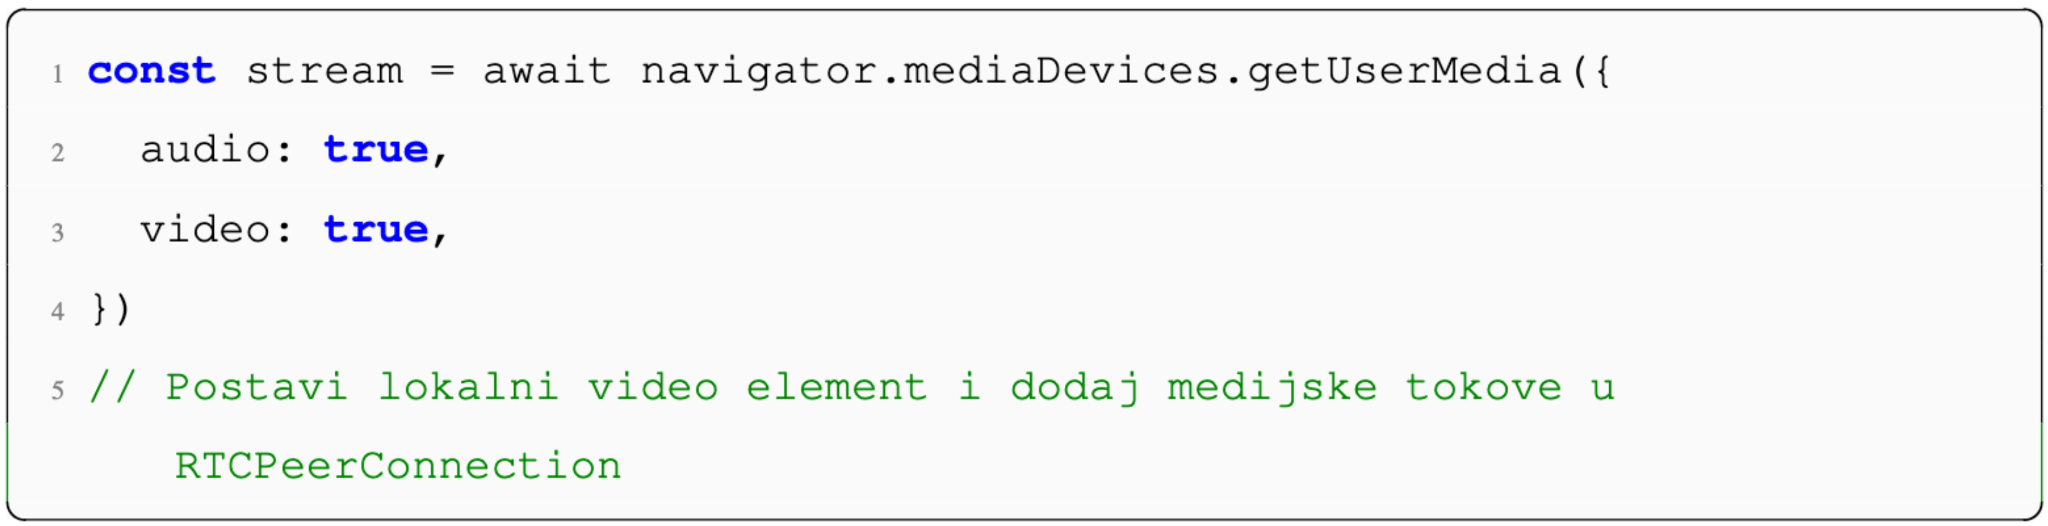 1 const stream = await navigator.mediaDevices.getUserMedia({
2   audio: true,
3   video: true,
4 })
5 // Postavi lokalni video element i dodaj medijske tokove u
RTCPeerConnection